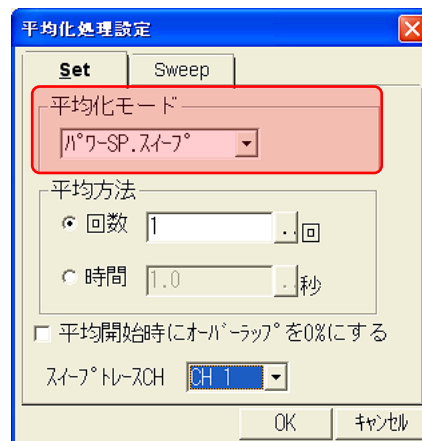 平均化処理設定
Set Sweep
平均化モード
ﾊﾟﾜｰSP.ｽｲｰﾌﾟ
平均方法
回数 1 ..回
時間 1.0 ..秒
平均開始時にｵｰﾊﾞｰﾗｯﾌﾟを0%にする
ｽｲｰﾌﾟﾄﾚｰｽCH CH 1
OK ｷｬﾝｾﾙ